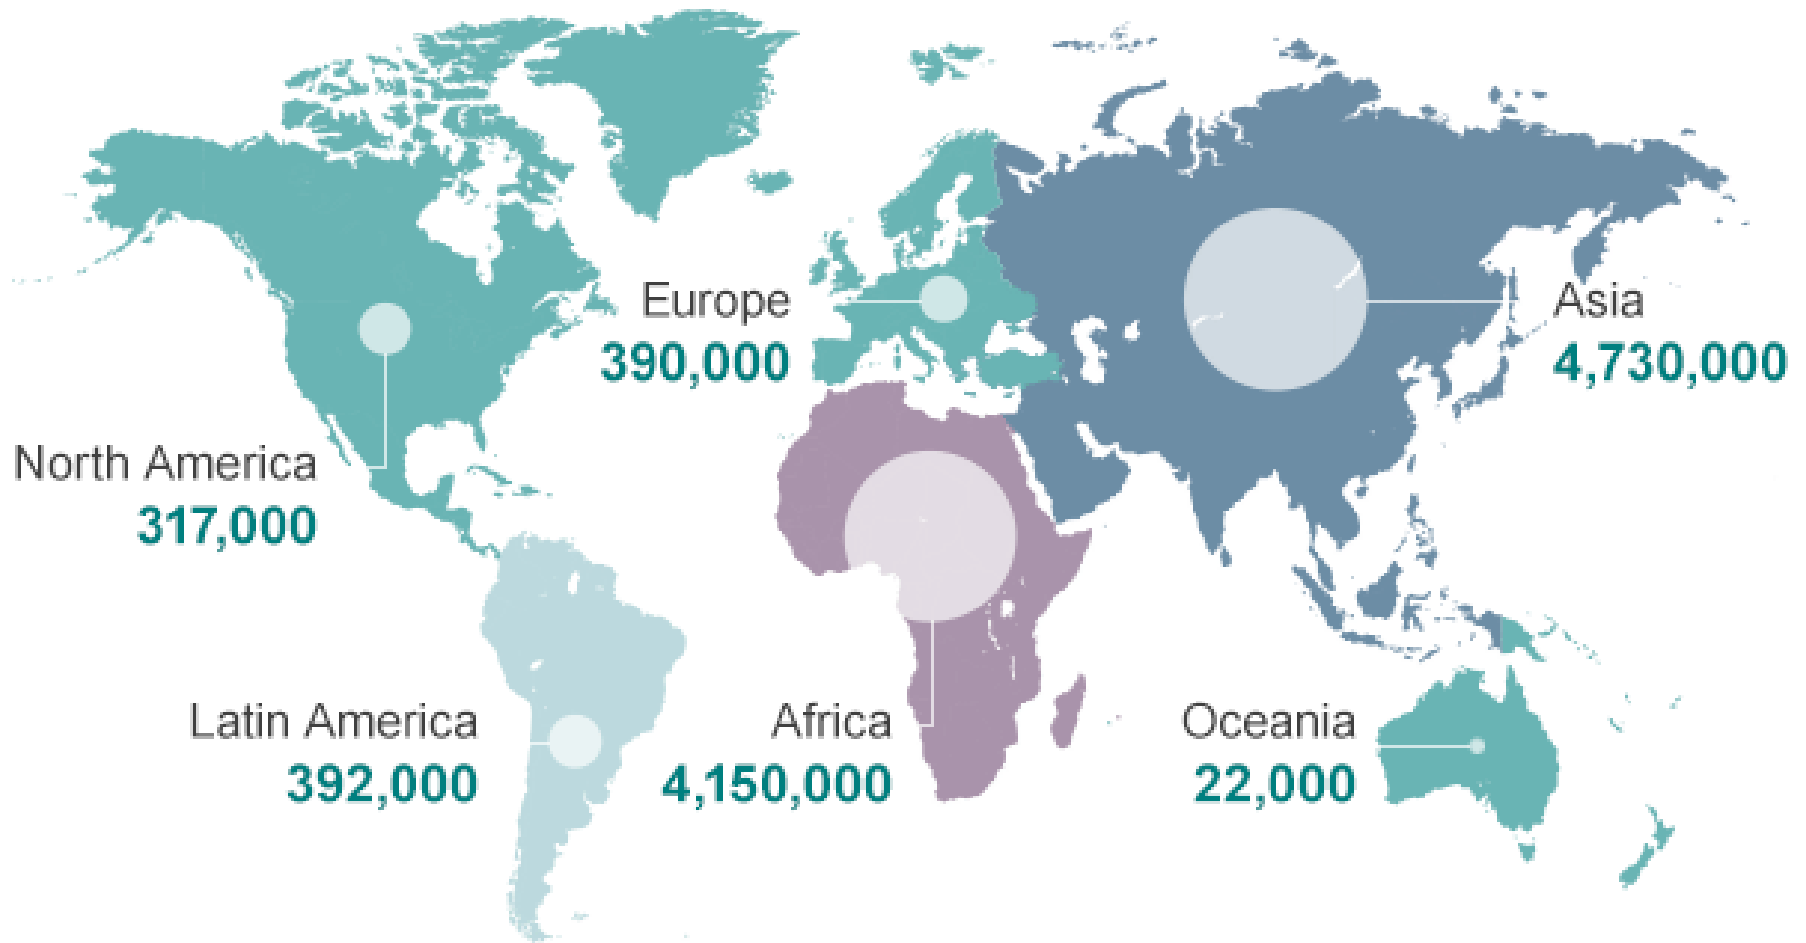 Europe
390,000
Asia
4,730,000
North America
317,000
Latin America
392,000
Africa
4,150,000
Oceania
22,000